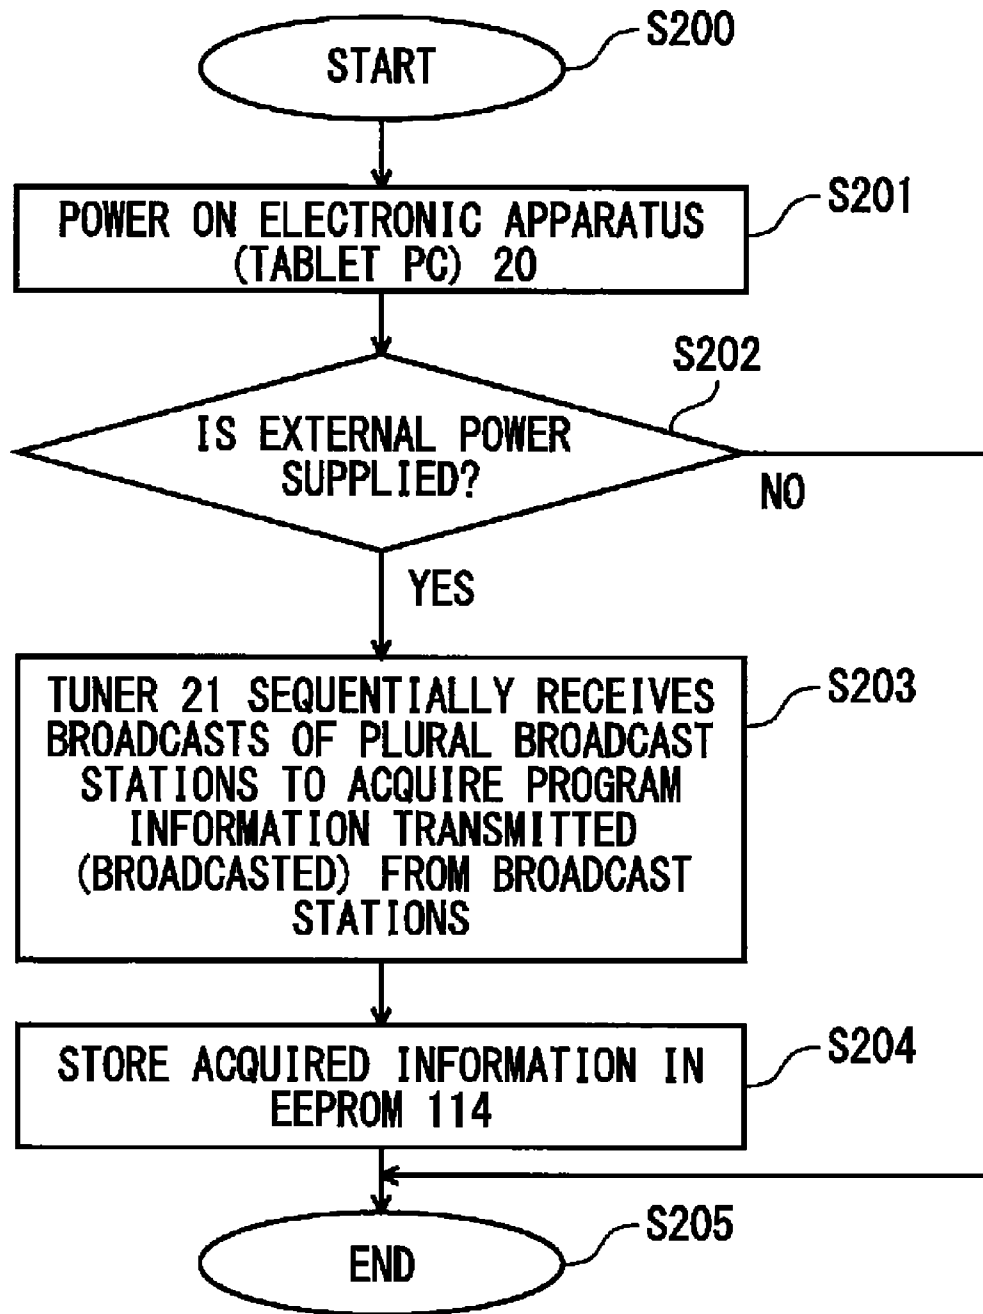 START
S200
POWER ON ELECTRONIC APPARATUS
(TABLET PC) 20
S201
IS EXTERNAL POWER
SUPPLIED?
S202
NO
YES
TUNER 21 SEQUENTIALLY RECEIVES
BROADCASTS OF PLURAL BROADCAST
STATIONS TO ACQUIRE PROGRAM
INFORMATION TRANSMITTED
(BROADCASTED) FROM BROADCAST
STATIONS
S203
STORE ACQUIRED INFORMATION IN
EEPROM 114
S204
END
S205